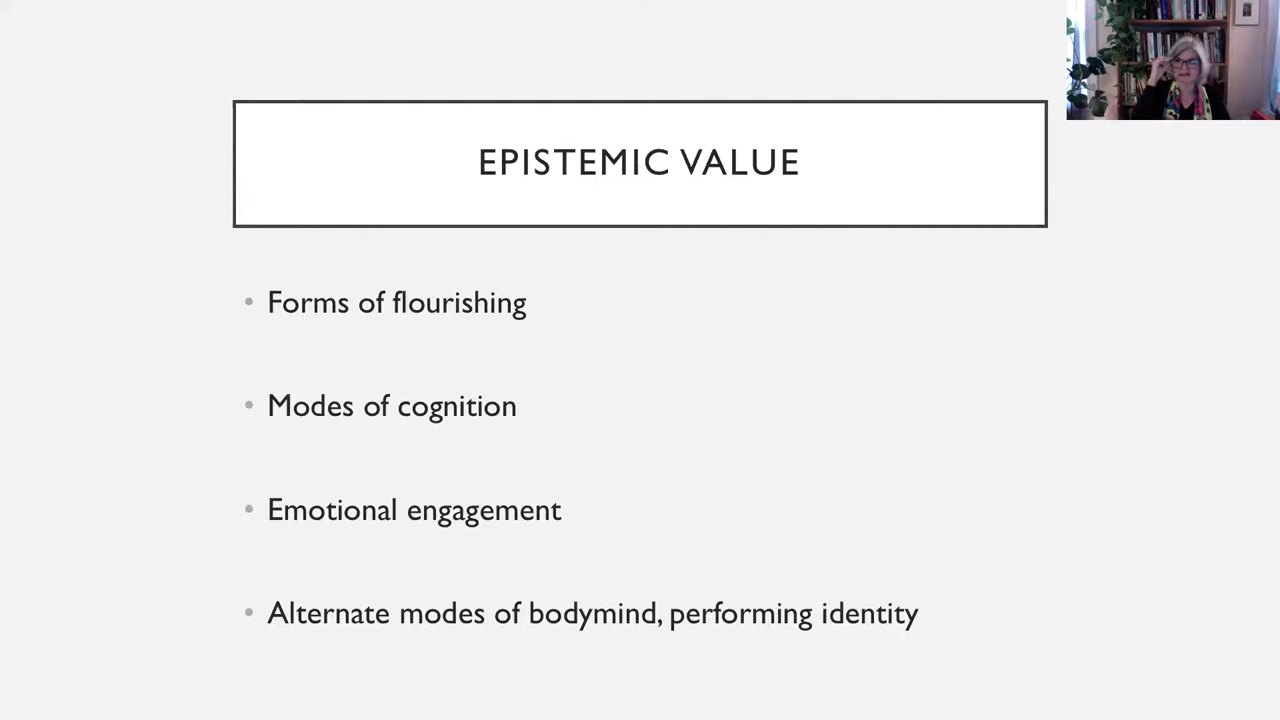 EPISTEMIC VALUE
• Forms of flourishing
• Modes of cognition
• Emotional engagement
• Alternate modes of bodymind, performing identity